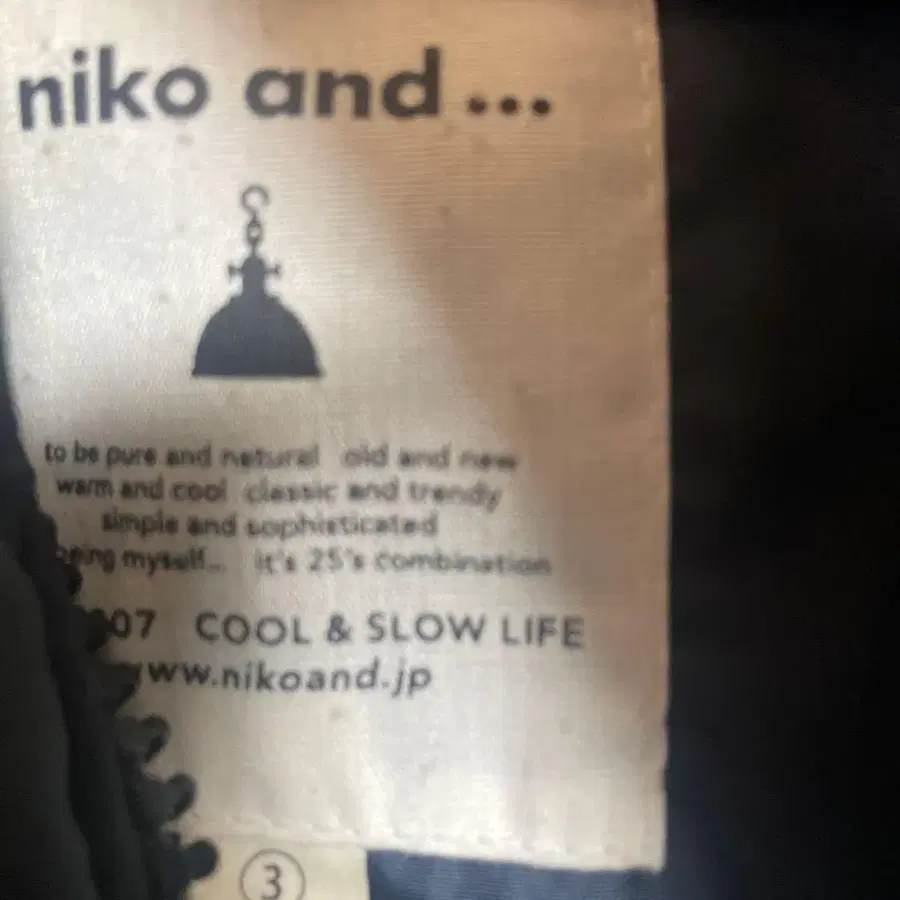 niko and ...
to be pure and natural old and new
warm and cool classic and trendy
simple and sophisticated
being myself... it's 25's combination
07 COOL & SLOW LIFE
www.nikoand.jp
③